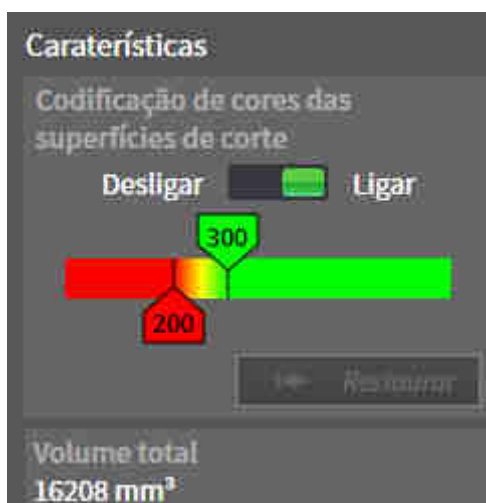 Caraterísticas
Codificação de cores das
superfícies de corte
Desligar Ligar
300
200
Restaurar
Volume total
16208 mm³